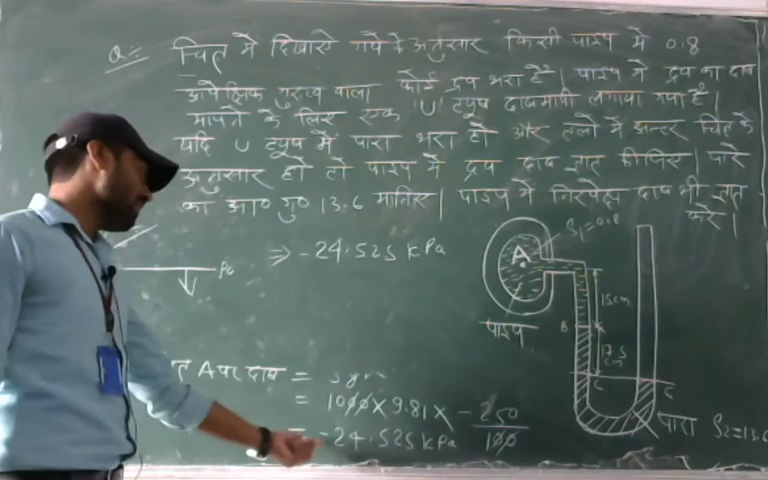 Q:- चित्र में दिखाये गये के अनुसार किसी पाइप में 0.8
आपेक्षिक गुरुत्व वाला कोई द्रव भरा है। पाइप में द्रव का दाब
मापने के लिए एक 'U' ट्यूब दाबमापी लगाया गया है।
यदि U ट्यूब में पारा भरा हो और तलों में अन्तर चित्र के
अनुसार हो तो पाइप में द्रव दाब ज्ञात कीजिए। पारे
का आ० गु० 13.6 मानिए। पाइप में निरपेक्ष दाब भी ज्ञात
करें।
⇒ -24.525 kPa
S1=0.8
A
15cm
पाइप
B
17.5
cm
C C
पारा S2=13.6
A पर दाब = ρgh
= 1000 × 9.81 × -250/100
= -24.525 kPa